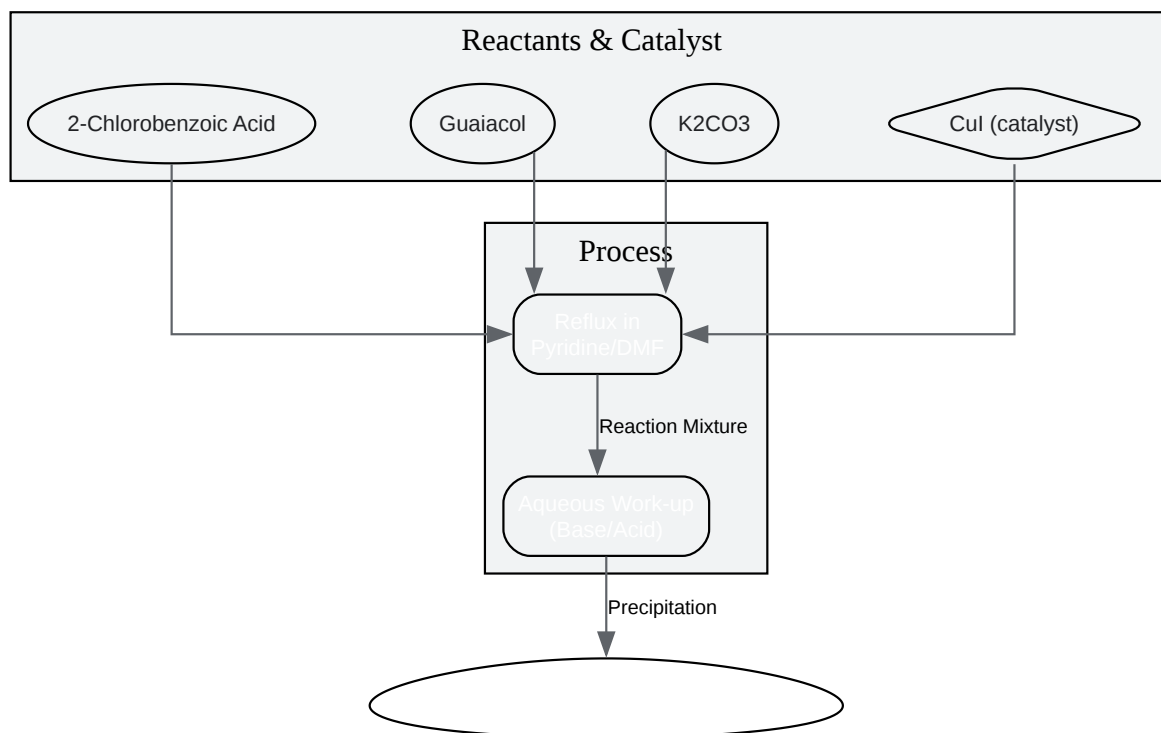 Reactants & Catalyst
2-Chlorobenzoic Acid
Guaiacol
K2CO3
CuI (catalyst)
Process
Reflux in
Pyridine/DMF
Reaction Mixture
Aqueous Work-up
(Base/Acid)
Precipitation